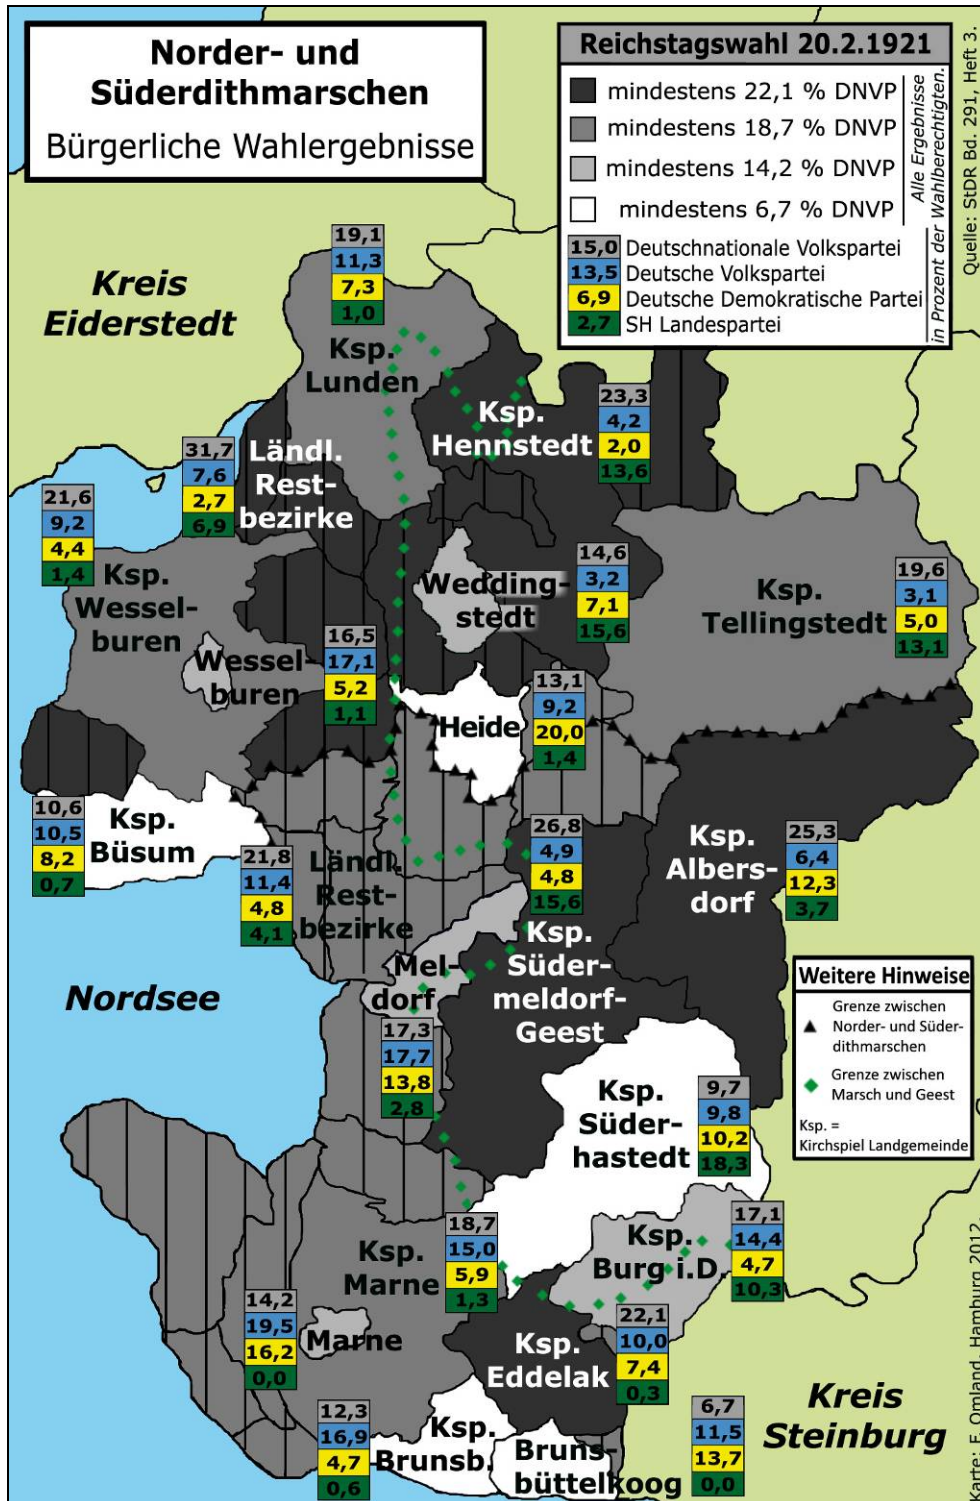 Norder- und
Süderdithmarschen
Bürgerliche Wahlergebnisse
Reichstagswahl 20.2.1921
mindestens 22,1 % DNVP
mindestens 18,7 % DNVP
mindestens 14,2 % DNVP
mindestens 6,7 % DNVP
Alle Ergebnisse
in Prozent der Wahlberechtigten.
15,0 Deutschnationale Volkspartei
13,5 Deutsche Volkspartei
6,9 Deutsche Demokratische Partei
2,7 SH Landespartei
Quelle: StDR Bd. 291, Heft 3.
Kreis
Eiderstedt
19,1
11,3
7,3
1,0
Ksp.
Lunden
Ksp.
Hennstedt
23,3
4,2
2,0
13,6
31,7
7,6
2,7
6,9
Ländl.
Rest-
bezirke
21,6
9,2
4,4
1,4
Ksp.
Wessel-
buren
Wedding-
stedt
14,6
3,2
7,1
15,6
Ksp.
Tellingstedt
19,6
3,1
5,0
13,1
Wessel-
buren
16,5
17,1
5,2
1,1
Heide
13,1
9,2
20,0
1,4
10,6
10,5
8,2
0,7
Ksp.
Büsum
21,8
11,4
4,8
4,1
Ländl.
Rest-
bezirke
26,8
4,9
4,8
15,6
Ksp.
Süder-
meldorf-
Geest
Ksp.
Albers-
dorf
25,3
6,4
12,3
3,7
Nordsee
Mel-
dorf
17,3
17,7
13,8
2,8
Weitere Hinweise
Grenze zwischen
Norder- und Süder-
dithmarschen
Grenze zwischen
Marsch und Geest
Ksp. =
Kirchspiel Landgemeinde
Ksp.
Süder-
hastedt
9,7
9,8
10,2
18,3
Ksp.
Marne
18,7
15,0
5,9
1,3
Ksp.
Burg i.D.
17,1
14,4
4,7
10,3
14,2
19,5
16,2
0,0
Marne
Ksp.
Eddelak
22,1
10,0
7,4
0,3
12,3
16,9
4,7
0,6
Ksp.
Brunsb.
Bruns-
büttelkoog
6,7
11,5
13,7
0,0
Kreis
Steinburg
Karte: F. Omland, Hamburg 2012